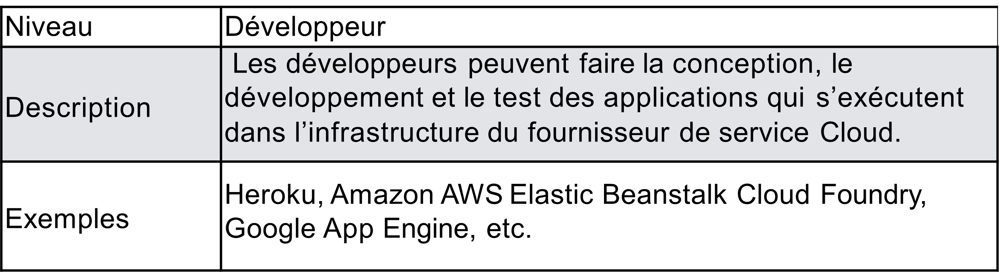 Niveau
Développeur
Description
Les développeurs peuvent faire la conception, le
développement et le test des applications qui s’exécutent
dans l’infrastructure du fournisseur de service Cloud.
Exemples
Heroku, Amazon AWS Elastic Beanstalk Cloud Foundry,
Google App Engine, etc.